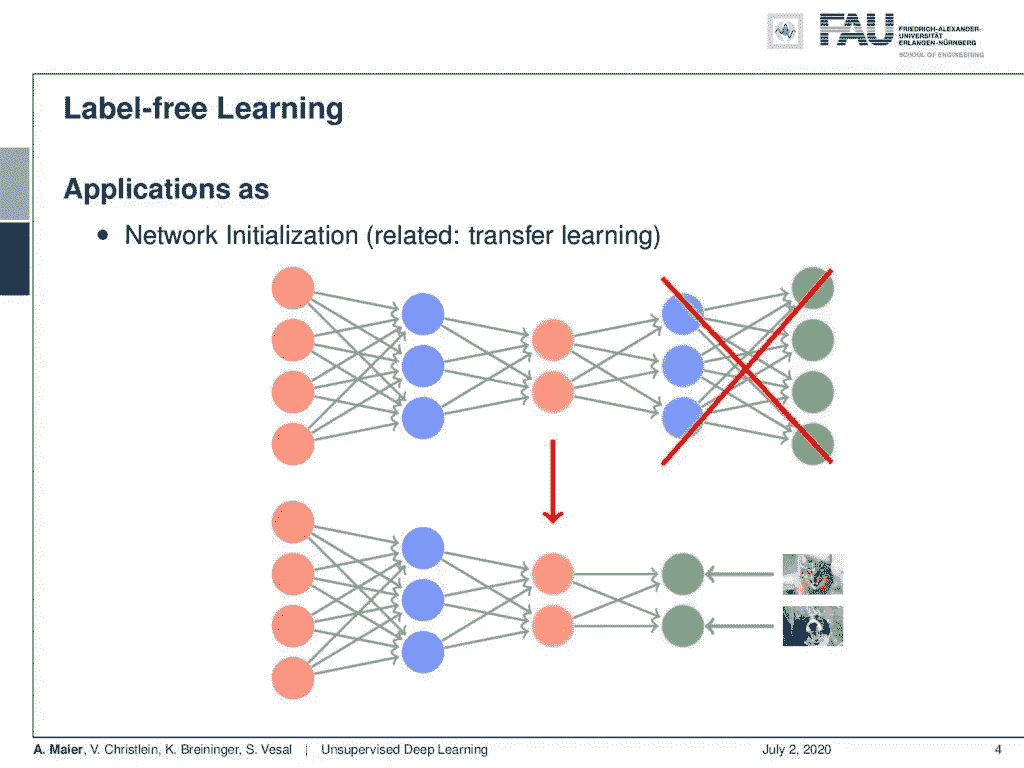 FAU
FRIEDRICH-ALEXANDER-
UNIVERSITÄT
ERLANGEN-NÜRNBERG
SCHOOL OF ENGINEERING
Label-free Learning
Applications as
• Network Initialization (related: transfer learning)
A. Maier, V. Christlein, K. Breininger, S. Vesal | Unsupervised Deep Learning July 2, 2020 4